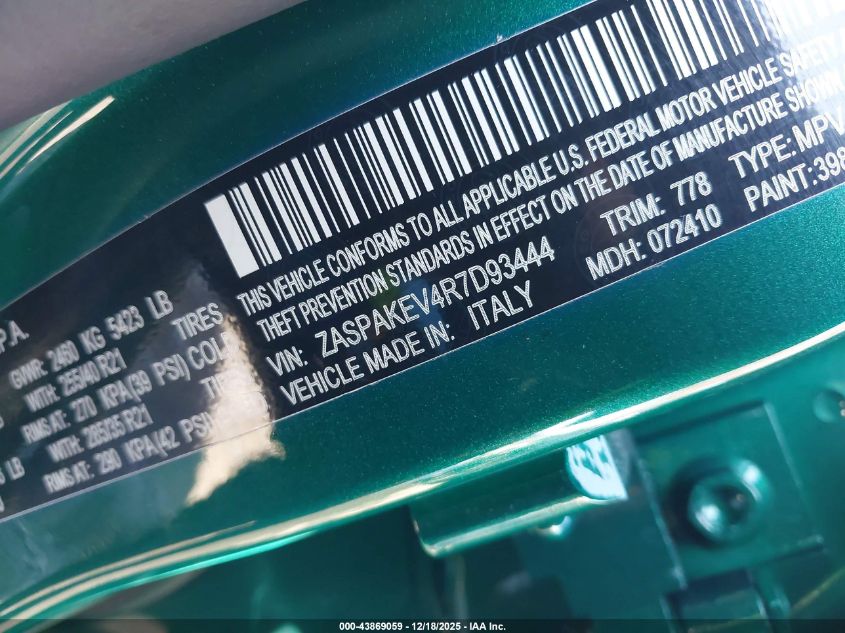 THIS VEHICLE CONFORMS TO ALL APPLICABLE U.S. FEDERAL MOTOR VEHICLE SAFETY
THEFT PREVENTION STANDARDS IN EFFECT ON THE DATE OF MANUFACTURE SHOWN
VIN: ZASPAKEV4R7D93444 TRIM: 778 TYPE: MPV
VEHICLE MADE IN: ITALY MDH: 072410 PAINT: 398
P.A.
GVWR: 2460 KG 5423 LB
WITH: 255/40 R21 TIRES
RIMS AT: 270 KPA (39 PSI) COLD
WITH: 285/35 R21
RIMS AT: 290 KPA (42 PSI)
LB
000-43869059 - 12/18/2025 - IAA Inc.